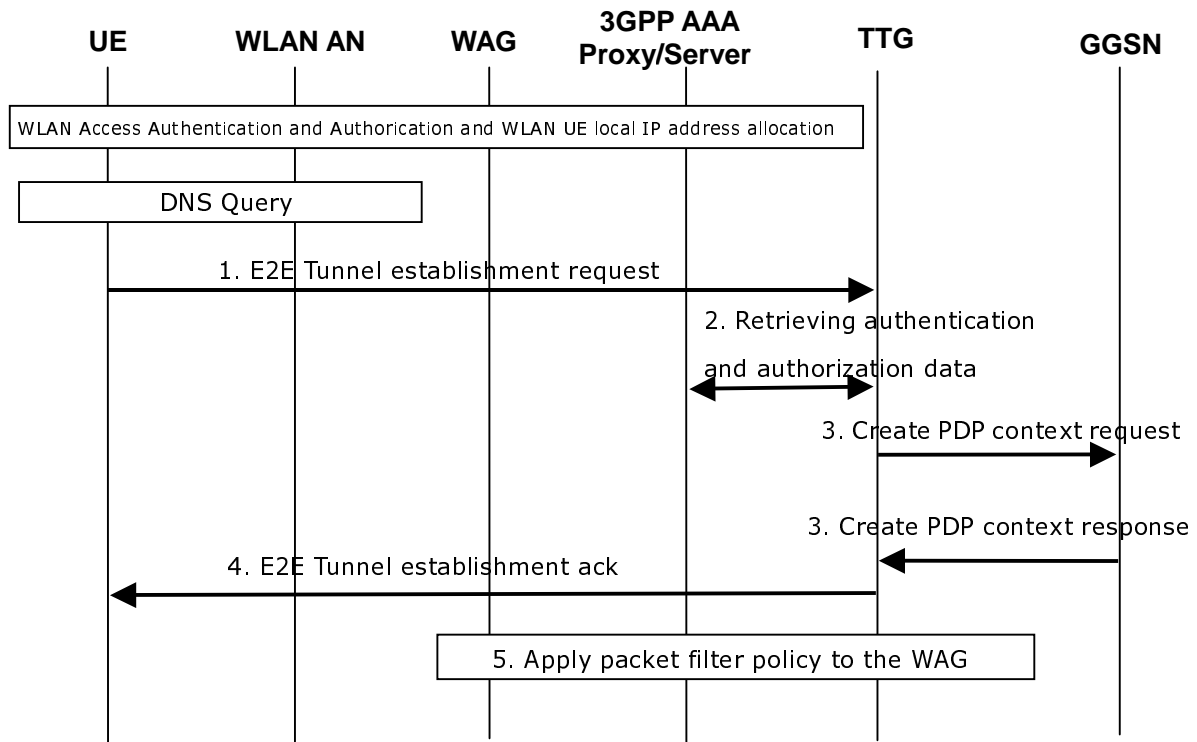 UE
WLAN AN
WAG
3GPP AAA
Proxy/Server
TTG
GGSN
WLAN Access Authentication and Authorication and WLAN UE local IP address allocation
DNS Query
1. E2E Tunnel establishment request
2. Retrieving authentication
and authorization data
3. Create PDP context request
3. Create PDP context response
4. E2E Tunnel establishment ack
5. Apply packet filter policy to the WAG